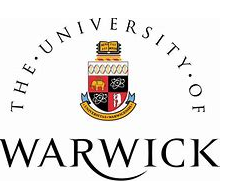 THE · UNIVERSITY · OF
WARWICK